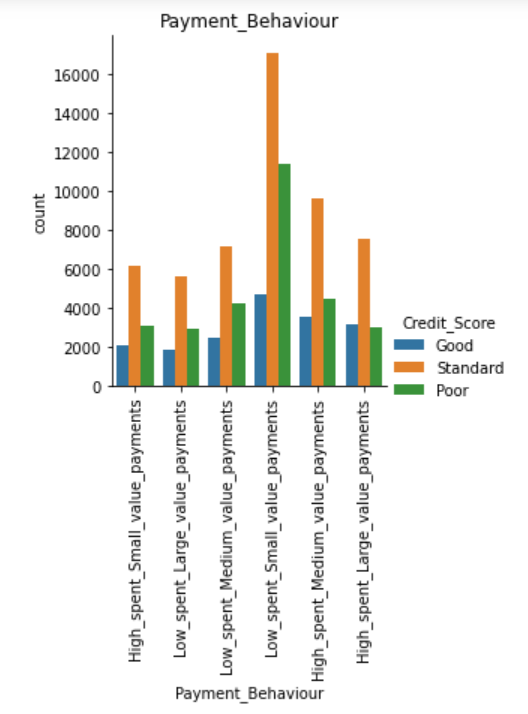 Payment_Behaviour
16000
14000
12000
10000
8000
6000
4000
2000
0
count
Credit_Score
Good
Standard
Poor
High_spent_Small_value_payments
Low_spent_Large_value_payments
Low_spent_Medium_value_payments
Low_spent_Small_value_payments
High_spent_Medium_value_payments
High_spent_Large_value_payments
Payment_Behaviour